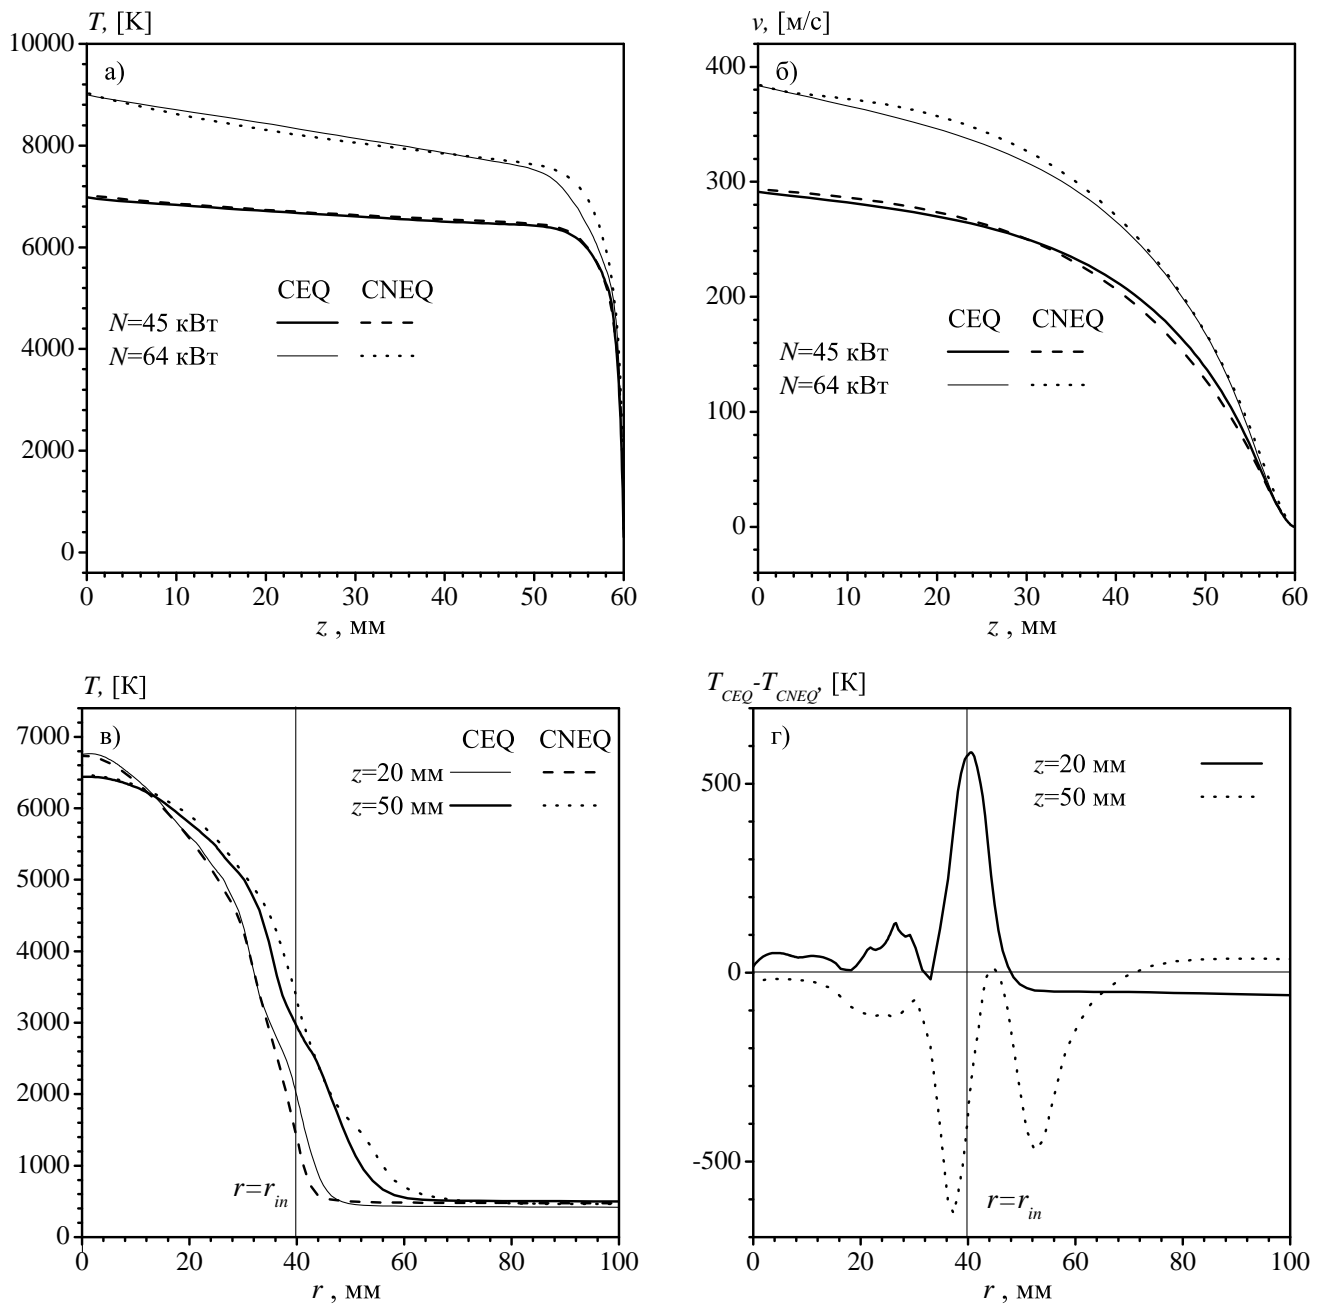 T, [K]
10000
8000
6000
4000
2000
0
а)
CEQ CNEQ
N=45 кВт
N=64 кВт
0 10 20 30 40 50 60
z , мм
v, [м/с]
400
300
200
100
0
б)
CEQ CNEQ
N=45 кВт
N=64 кВт
0 10 20 30 40 50 60
z , мм
T, [K]
7000
6000
5000
4000
3000
2000
1000
0
в)
CEQ CNEQ
z=20 мм
z=50 мм
r=r_in
0 20 40 60 80 100
r , мм
T_CEQ-T_CNEQ, [K]
500
0
-500
г)
z=20 мм
z=50 мм
r=r_in
0 20 40 60 80 100
r , мм